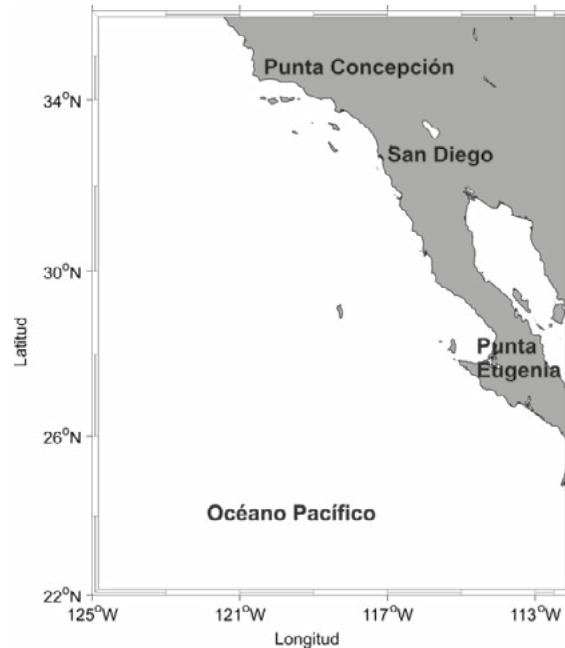 Punta Concepción
34°N
San Diego
30°N
Latitud
Punta
Eugenia
26°N
Océano Pacífico
22°N
125°W
121°W
117°W
113°W
Longitud